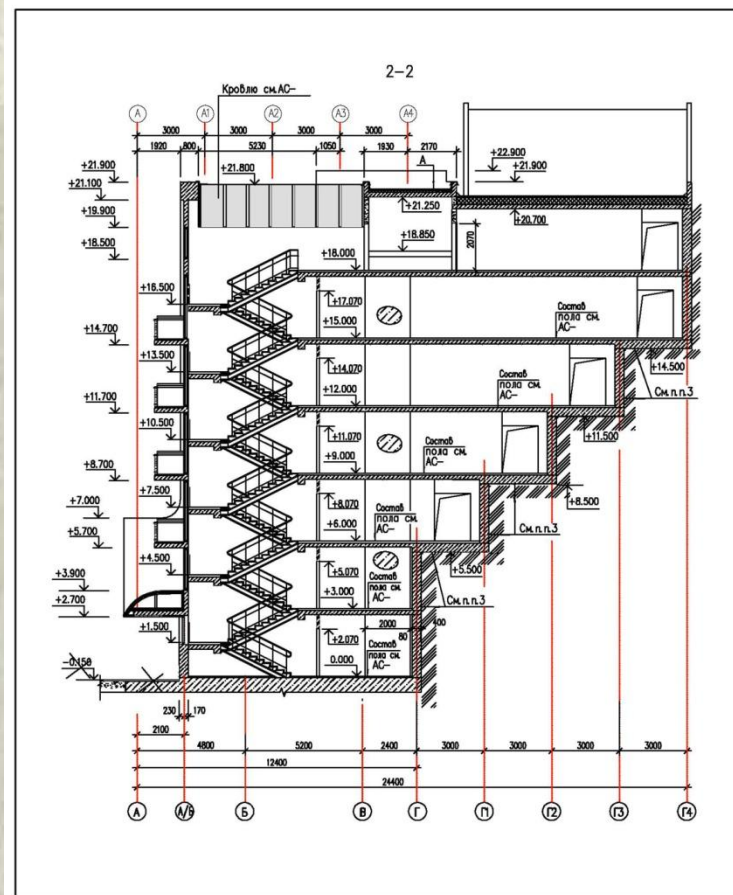 2-2
Кровлю см.АС-
А
А1
А2
А3
А4
3000
3000
3000
3000
1920
800
5230
1050
1930
2170
А
+22.900
+21.900
+21.900
+21.800
+21.100
+21.250
+20.700
+19.900
2070
+18.850
+18.500
+18.000
+17.070
+16.500
Состав
пола см.
АС-
+15.000
+14.700
+14.500
+14.070
+13.500
Состав
пола см.
АС-
См.п.п.3
+12.000
+11.700
+11.500
+11.070
+10.500
Состав
пола см.
АС-
+9.000
+8.700
+8.500
+8.070
+7.500
+7.000
Состав
пола см.
АС-
+6.000
См.п.п.3
+5.700
+5.500
+5.070
+4.500
Состав
пола см.
АС-
+3.900
+3.000
См.п.п.3
+2.700
2000
80
400
+2.070
+1.500
Состав
пола см.
АС-
0.000
-0.150
230
170
2100
4800
5200
2400
3000
3000
3000
3000
12400
24400
А
А/Б
Б
В
Г
Г1
Г2
Г3
Г4